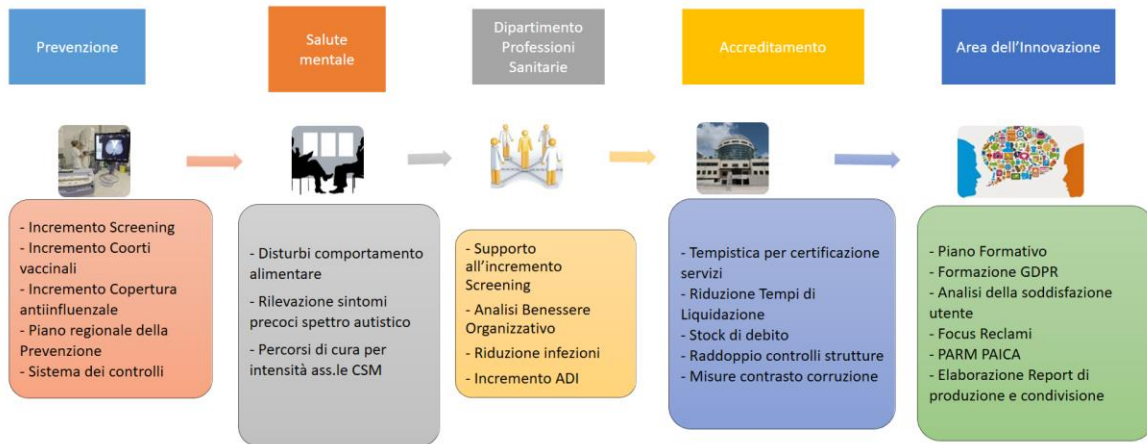 Prevenzione
Salute
mentale
Dipartimento
Professioni
Sanitarie
Accreditamento
Area dell'Innovazione
- Incremento Screening
- Incremento Coorti
vaccinali
- Incremento Copertura
antiinfluenzale
- Piano regionale della
Prevenzione
- Sistema dei controlli
- Disturbi comportamento
alimentare
- Rilevazione sintomi
precoci spettro autistico
- Percorsi di cura per
intensità ass.le CSM
- Supporto
all'incremento
Screening
- Analisi Benessere
Organizzativo
- Riduzione infezioni
- Incremento ADI
- Tempistica per certificazione
servizi
- Riduzione Tempi di
Liquidazione
- Stock di debito
- Raddoppio controlli strutture
- Misure contrasto corruzione
- Piano Formativo
- Formazione GDPR
- Analisi della soddisfazione
utente
- Focus Reclami
- PARM PAICA
- Elaborazione Report di
produzione e condivisione